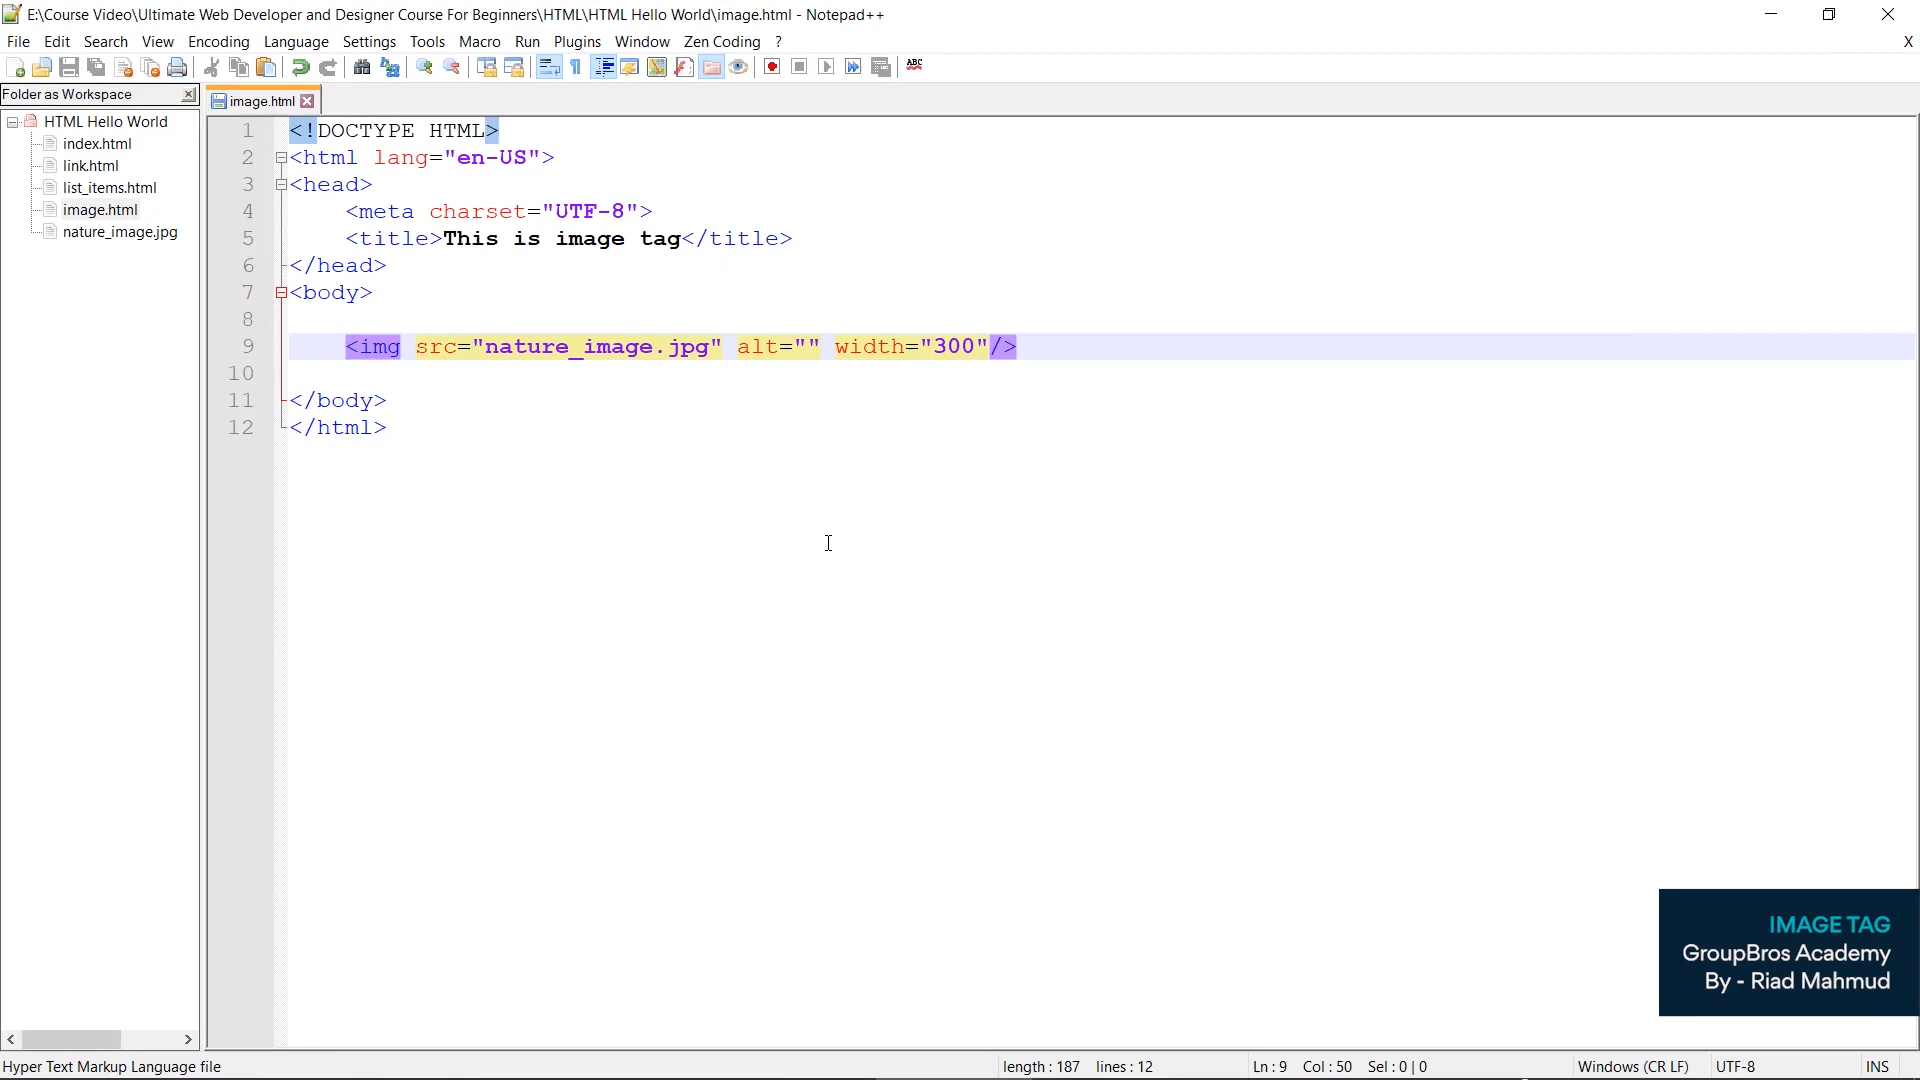 E:\Course Video\Ultimate Web Developer and Designer Course For Beginners\HTML\HTML Hello World\image.html - Notepad++
File Edit Search View Encoding Language Settings Tools Macro Run Plugins Window Zen Coding ? X
ABC
Folder as Workspace
image.html
HTML Hello World
index.html
link.html
list_items.html
image.html
nature_image.jpg
1 <!DOCTYPE HTML>
2 <html lang="en-US">
3 <head>
4 <meta charset="UTF-8">
5 <title>This is image tag</title>
6 </head>
7 <body>
8
9 <img src="nature_image.jpg" alt="" width="300"/>
10
11 </body>
12 </html>
IMAGE TAG
GroupBros Academy
By - Riad Mahmud
Hyper Text Markup Language file length : 187 lines : 12 Ln : 9 Col : 50 Sel : 0 | 0 Windows (CR LF) UTF-8 INS